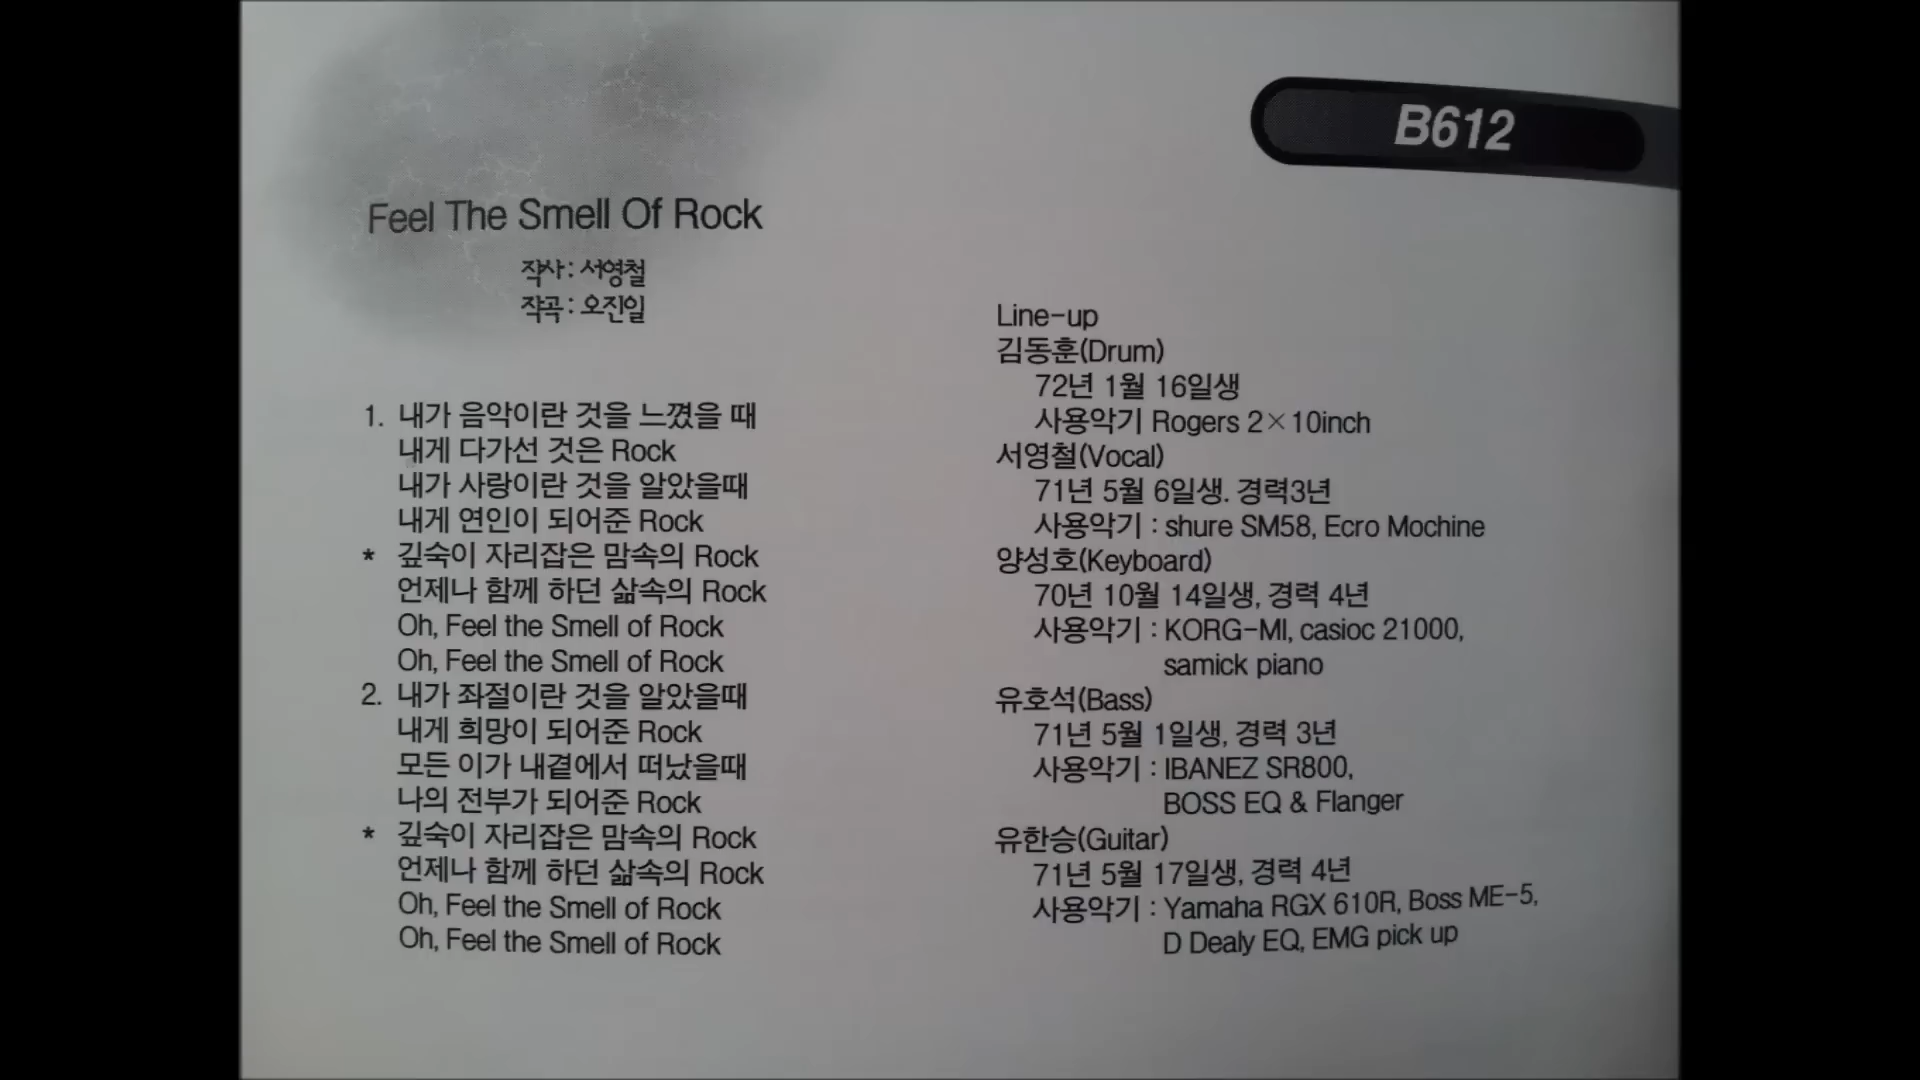 B612
Feel The Smell Of Rock
작사 : 서영철
작곡 : 오진일
1. 내가 음악이란 것을 느꼈을 때
내게 다가선 것은 Rock
내가 사랑이란 것을 알았을때
내게 연인이 되어준 Rock
* 깊숙이 자리잡은 맘속의 Rock
언제나 함께 하던 삶속의 Rock
Oh, Feel the Smell of Rock
Oh, Feel the Smell of Rock
2. 내가 좌절이란 것을 알았을때
내게 희망이 되어준 Rock
모든 이가 내곁에서 떠났을때
나의 전부가 되어준 Rock
* 깊숙이 자리잡은 맘속의 Rock
언제나 함께 하던 삶속의 Rock
Oh, Feel the Smell of Rock
Oh, Feel the Smell of Rock
Line-up
김동훈(Drum)
72년 1월 16일생
사용악기 Rogers 2×10inch
서영철(Vocal)
71년 5월 6일생. 경력3년
사용악기 : shure SM58, Ecro Mochine
양성호(Keyboard)
70년 10월 14일생, 경력 4년
사용악기 : KORG-MI, casioc 21000,
samick piano
유호석(Bass)
71년 5월 1일생, 경력 3년
사용악기 : IBANEZ SR800,
BOSS EQ & Flanger
유한승(Guitar)
71년 5월 17일생, 경력 4년
사용악기 : Yamaha RGX 610R, Boss ME-5,
D Dealy EQ, EMG pick up